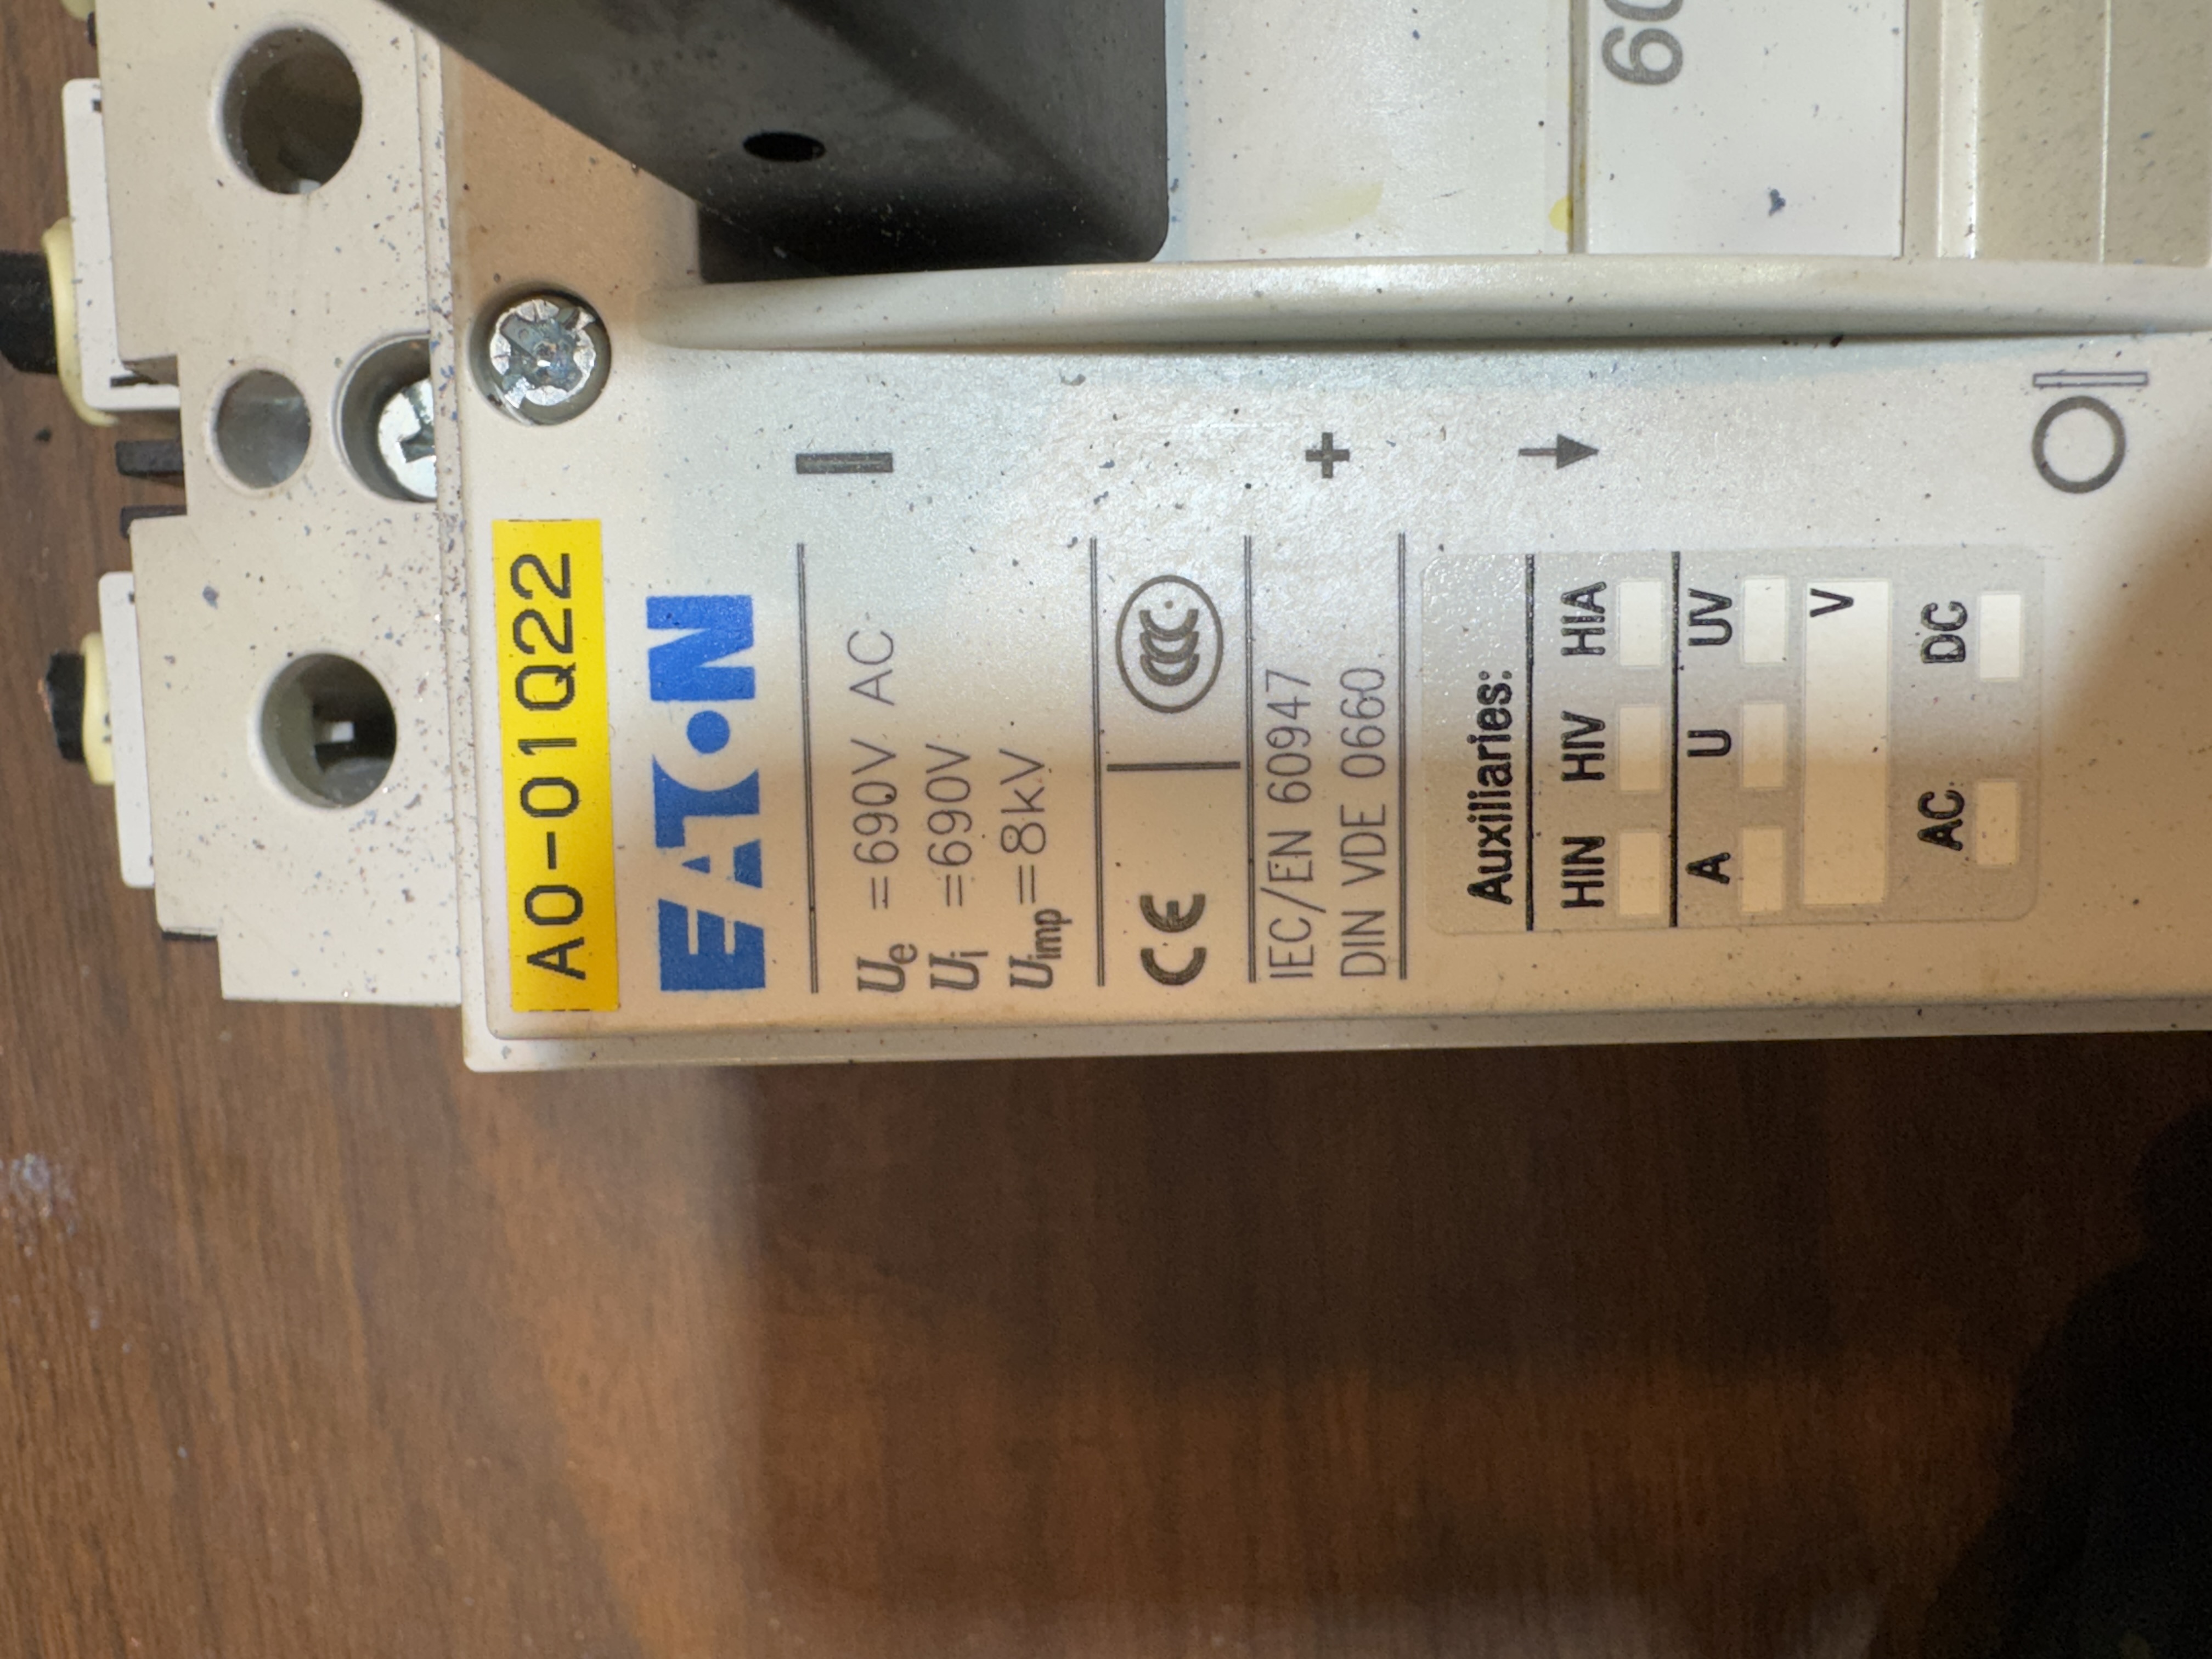 A0-01Q22
EATON
Ue =690V AC
Ui =690V
Uimp=8kV
CE
CCC
IEC/EN 60947
DIN VDE 0660
Auxiliaries:
HIN HIV HIA
A U UV
V
AC DC
I
+
O
60